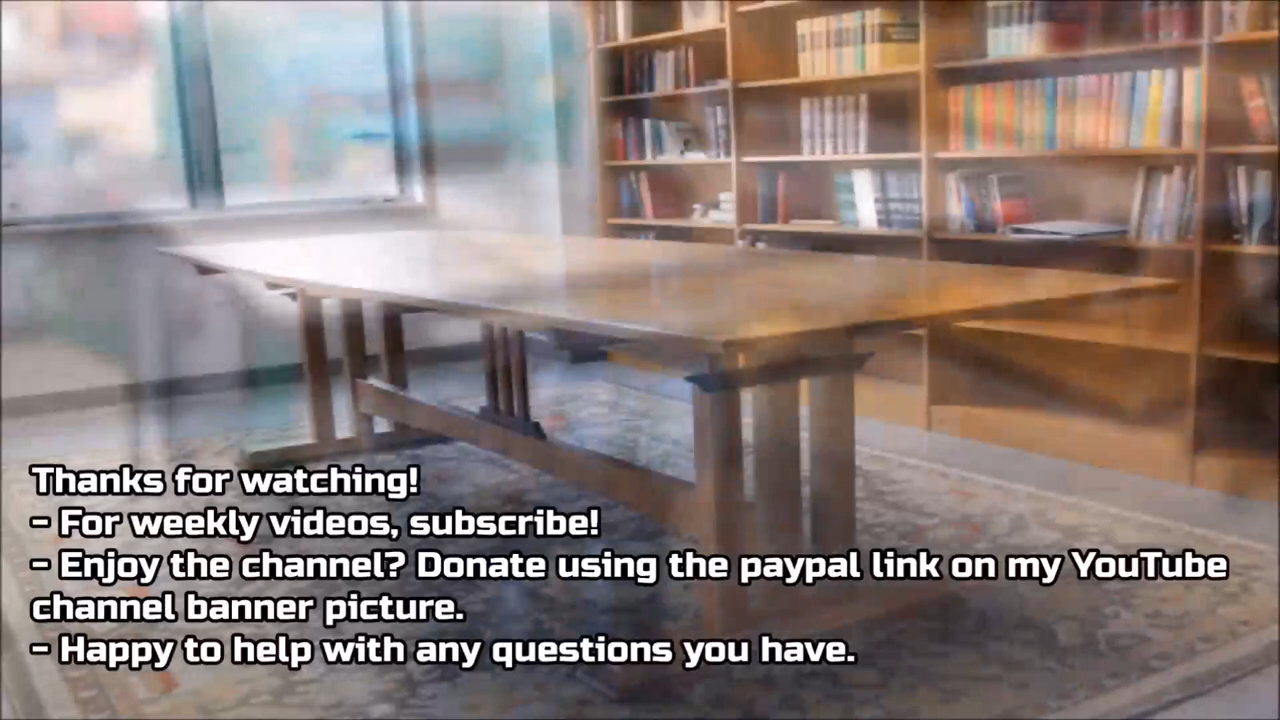 Thanks for watching!
- For weekly videos, subscribe!
- Enjoy the channel? Donate using the paypal link on my YouTube
channel banner picture.
- Happy to help with any questions you have.